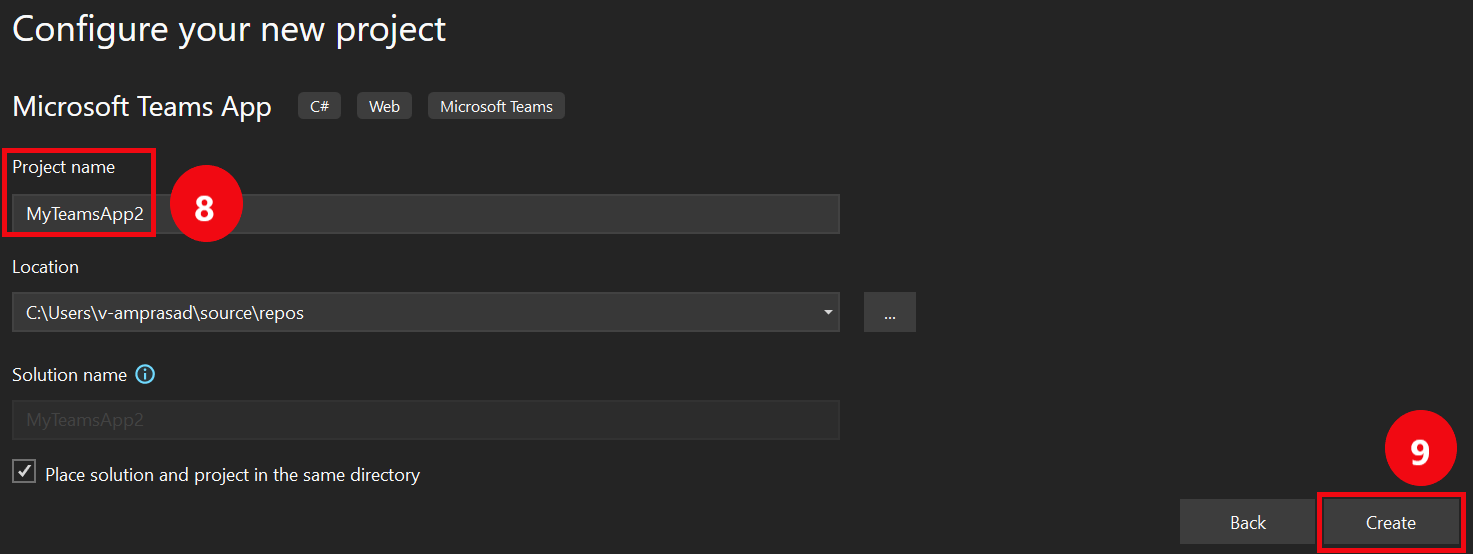 Configure your new project
Microsoft Teams App C# Web Microsoft Teams
Project name
MyTeamsApp2
8
Location
C:\Users\v-amprasad\source\repos
...
Solution name
MyTeamsApp2
Place solution and project in the same directory
9
Back Create